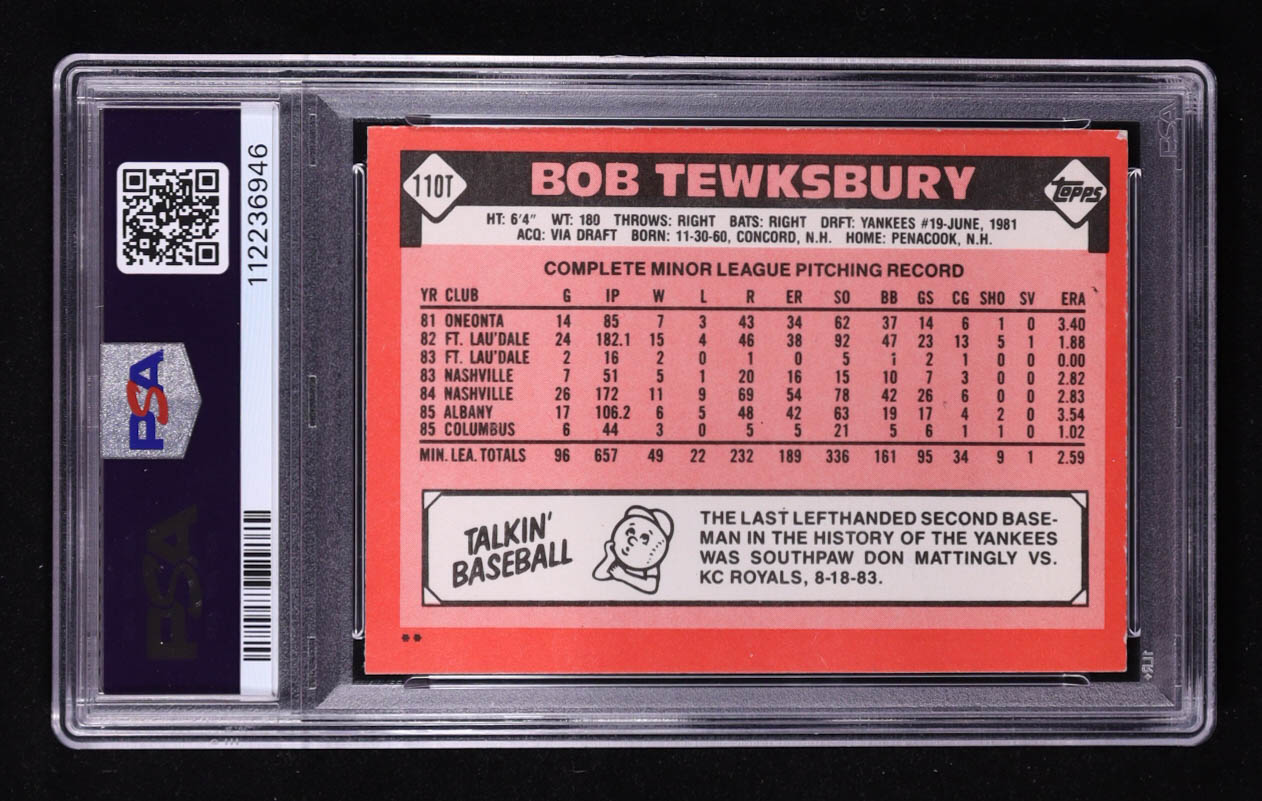 112236946
PSA
PSA
110T
BOB TEWKSBURY
topps
HT: 6'4" WT: 180 THROWS: RIGHT BATS: RIGHT DRFT: YANKEES #19-JUNE, 1981
ACQ: VIA DRAFT BORN: 11-30-60, CONCORD, N.H. HOME: PENACOOK, N.H.
COMPLETE MINOR LEAGUE PITCHING RECORD
YR CLUB G IP W L R ER SO BB GS CG SHO SV ERA
81 ONEONTA 14 85 7 3 43 34 62 37 14 6 1 0 3.40
82 FT. LAU'DALE 24 182.1 15 4 46 38 92 47 23 13 5 1 1.88
83 FT. LAU'DALE 2 16 2 0 1 0 5 1 2 1 0 0 0.00
83 NASHVILLE 7 51 5 1 20 16 15 10 7 3 0 0 2.82
84 NASHVILLE 26 172 11 9 69 54 78 42 26 6 0 0 2.83
85 ALBANY 17 106.2 6 5 48 42 63 19 17 4 2 0 3.54
85 COLUMBUS 6 44 3 0 5 5 21 5 6 1 1 0 1.02
MIN. LEA. TOTALS 96 657 49 22 232 189 336 161 95 34 9 1 2.59
TALKIN'
BASEBALL
THE LAST LEFTHANDED SECOND BASE-
MAN IN THE HISTORY OF THE YANKEES
WAS SOUTHPAW DON MATTINGLY VS.
KC ROYALS, 8-18-83.
**
PSA